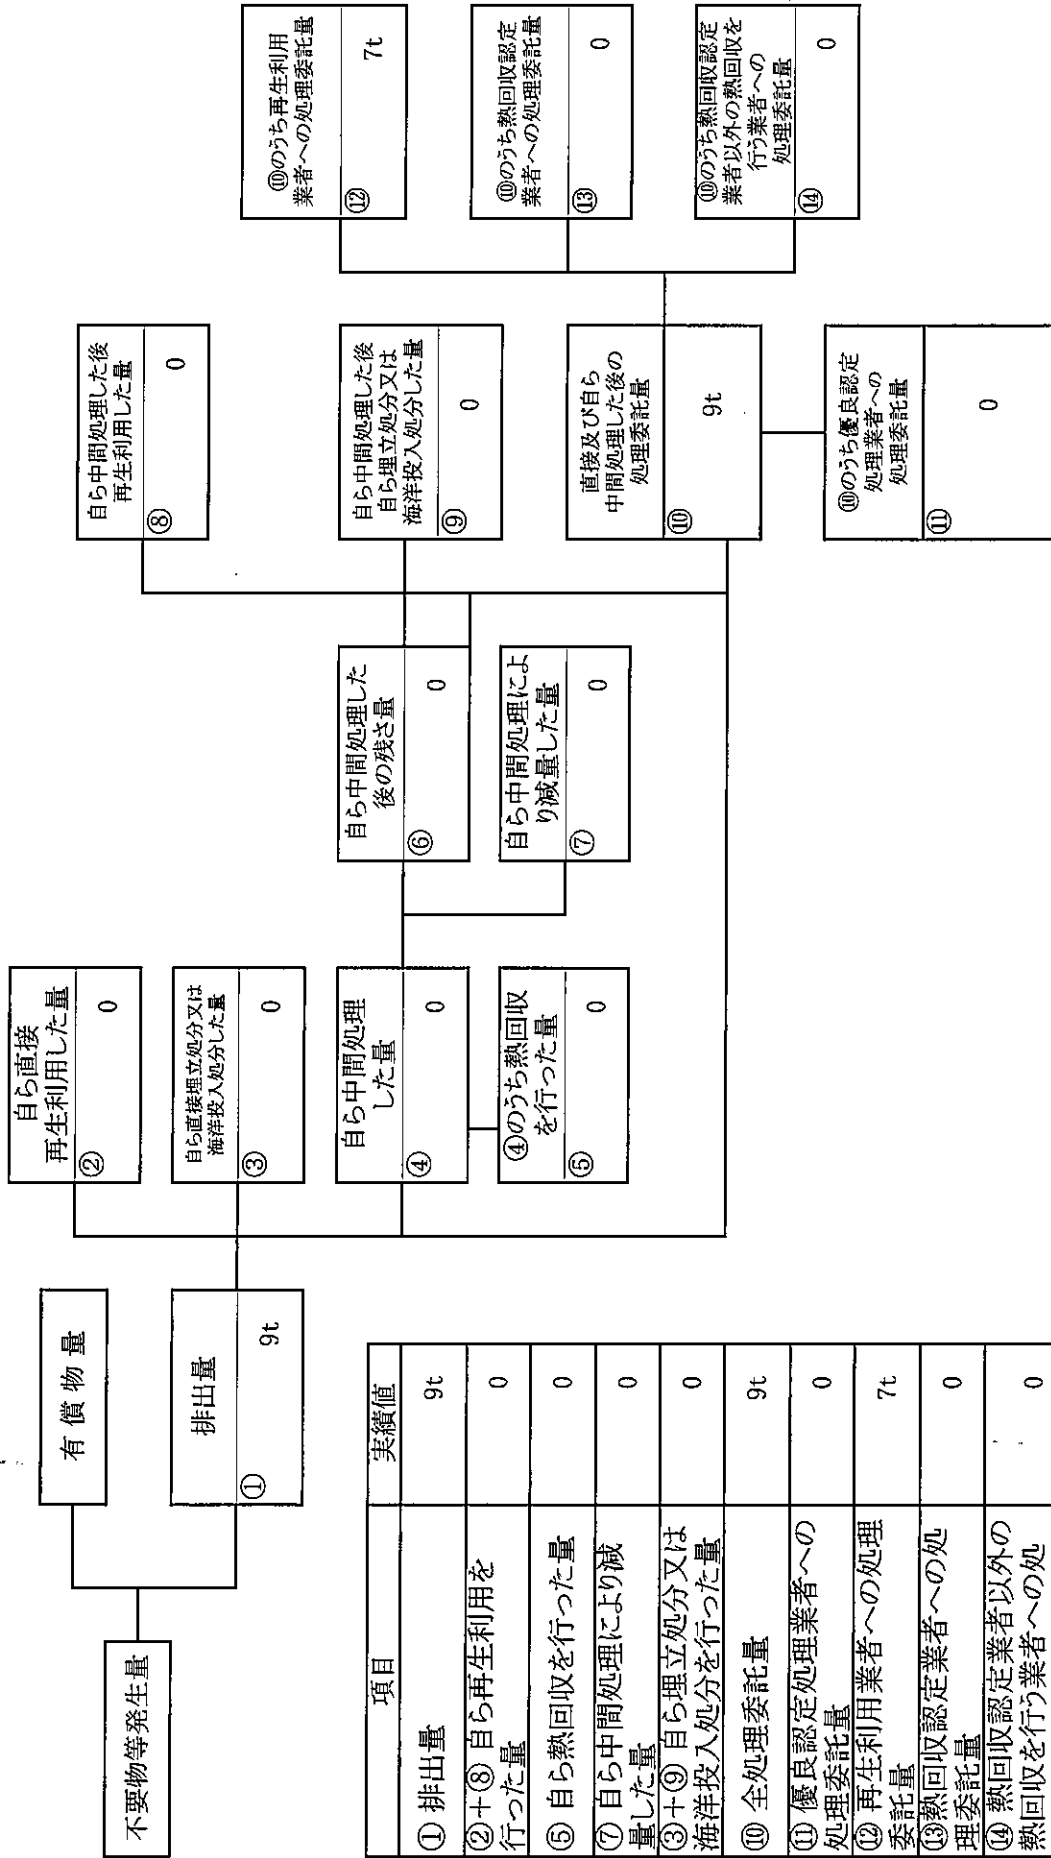 不要物等発生量
有償物量
排出量
①
9t
自ら直接
再生利用した量
②
0
自ら直接埋立処分又は
海洋投入処分した量
③
0
自ら中間処理
した量
④
0
④のうち熱回収
を行った量
⑤
0
自ら中間処理した
後の残さ量
⑥
0
自ら中間処理によ
り減量した量
⑦
0
自ら中間処理した後
再生利用した量
⑧
0
自ら中間処理した後
自ら埋立処分又は
海洋投入処分した量
⑨
0
直接及び自ら
中間処理した後の
処理委託量
⑩
9t
⑩のうち優良認定
処理業者への
処理委託量
⑪
0
⑩のうち再生利用
業者への処理委託量
⑫
7t
⑩のうち熱回収認定
業者への処理委託量
⑬
0
⑩のうち熱回収認定
業者以外の熱回収を
行う業者への
処理委託量
⑭
0
項目 実績値
① 排出量 9t
②+⑧ 自ら再生利用を
行った量 0
⑤ 自ら熱回収を行った量 0
⑦ 自ら中間処理により減
量した量 0
③+⑨ 自ら埋立処分又は
海洋投入処分を行った量 0
⑩ 全処理委託量 9t
⑪ 優良認定処理業者への
処理委託量 0
⑫ 再生利用業者への処理
委託量 7t
⑬熱回収認定業者への処
理委託量 0
⑭ 熱回収認定業者以外の
熱回収を行う業者への処 0